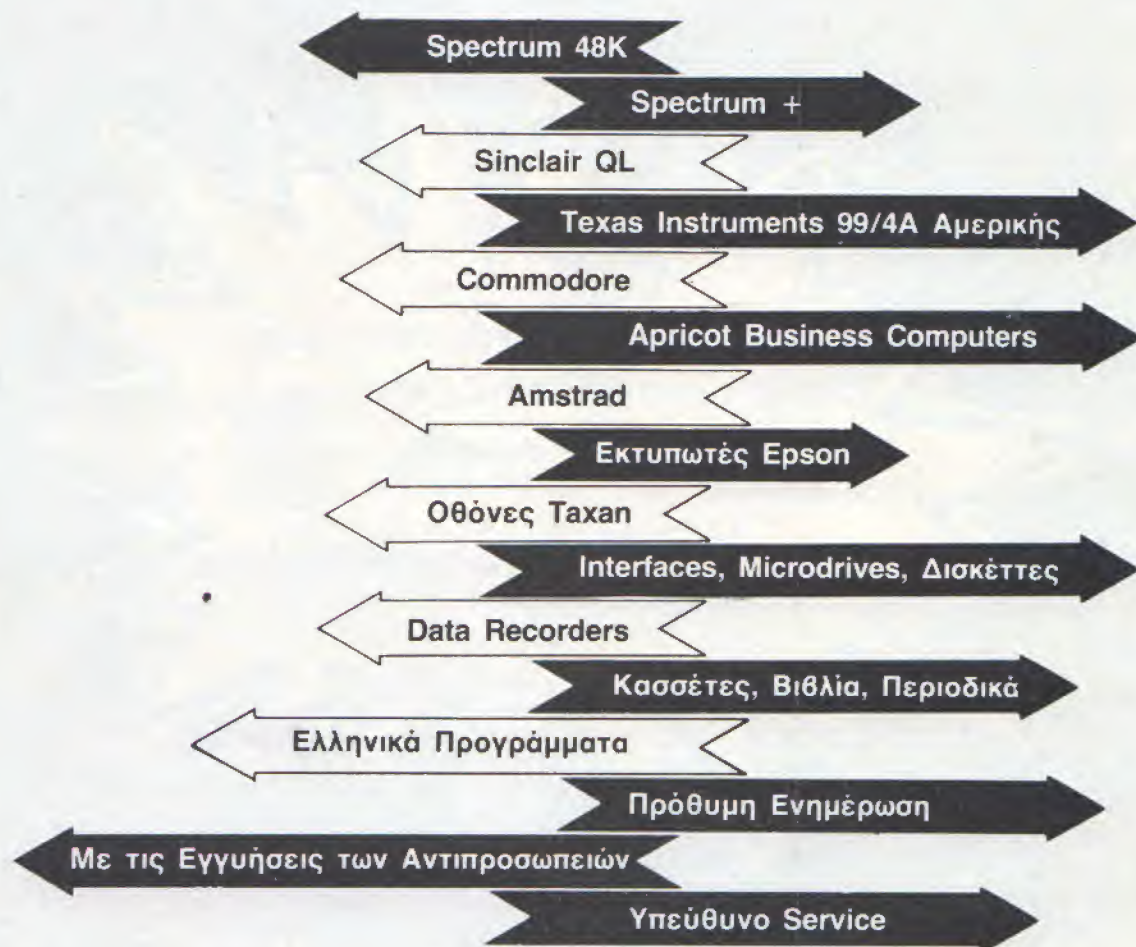 Spectrum 48K
Spectrum +
Sinclair QL
Texas Instruments 99/4A Αμερικής
Commodore
Apricot Business Computers
Amstrad
Εκτυπωτές Epson
Οθόνες Taxan
Interfaces, Microdrives, Δισκέττες
Data Recorders
Κασσέτες, Βιβλία, Περιοδικά
Ελληνικά Προγράμματα
Πρόθυμη Ενημέρωση
Με τις Εγγυήσεις των Αντιπροσωπειών
Υπεύθυνο Service